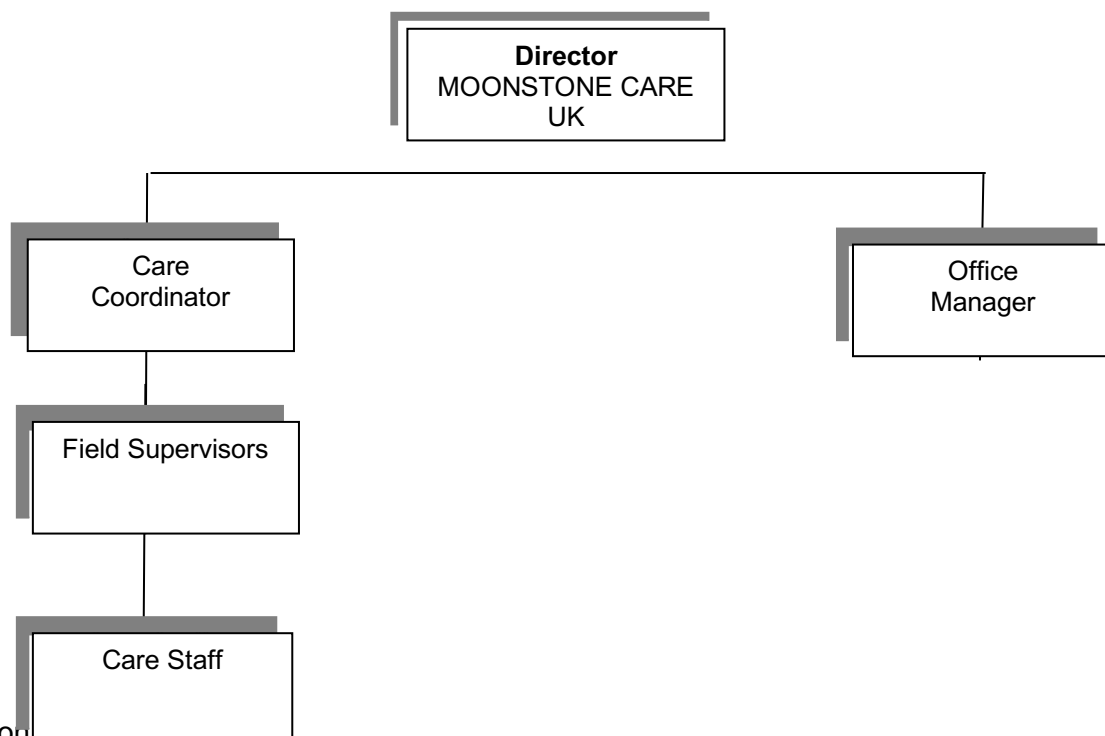 Director
MOONSTONE CARE
UK
Care
Coordinator
Office
Manager
Field Supervisors
Care Staff